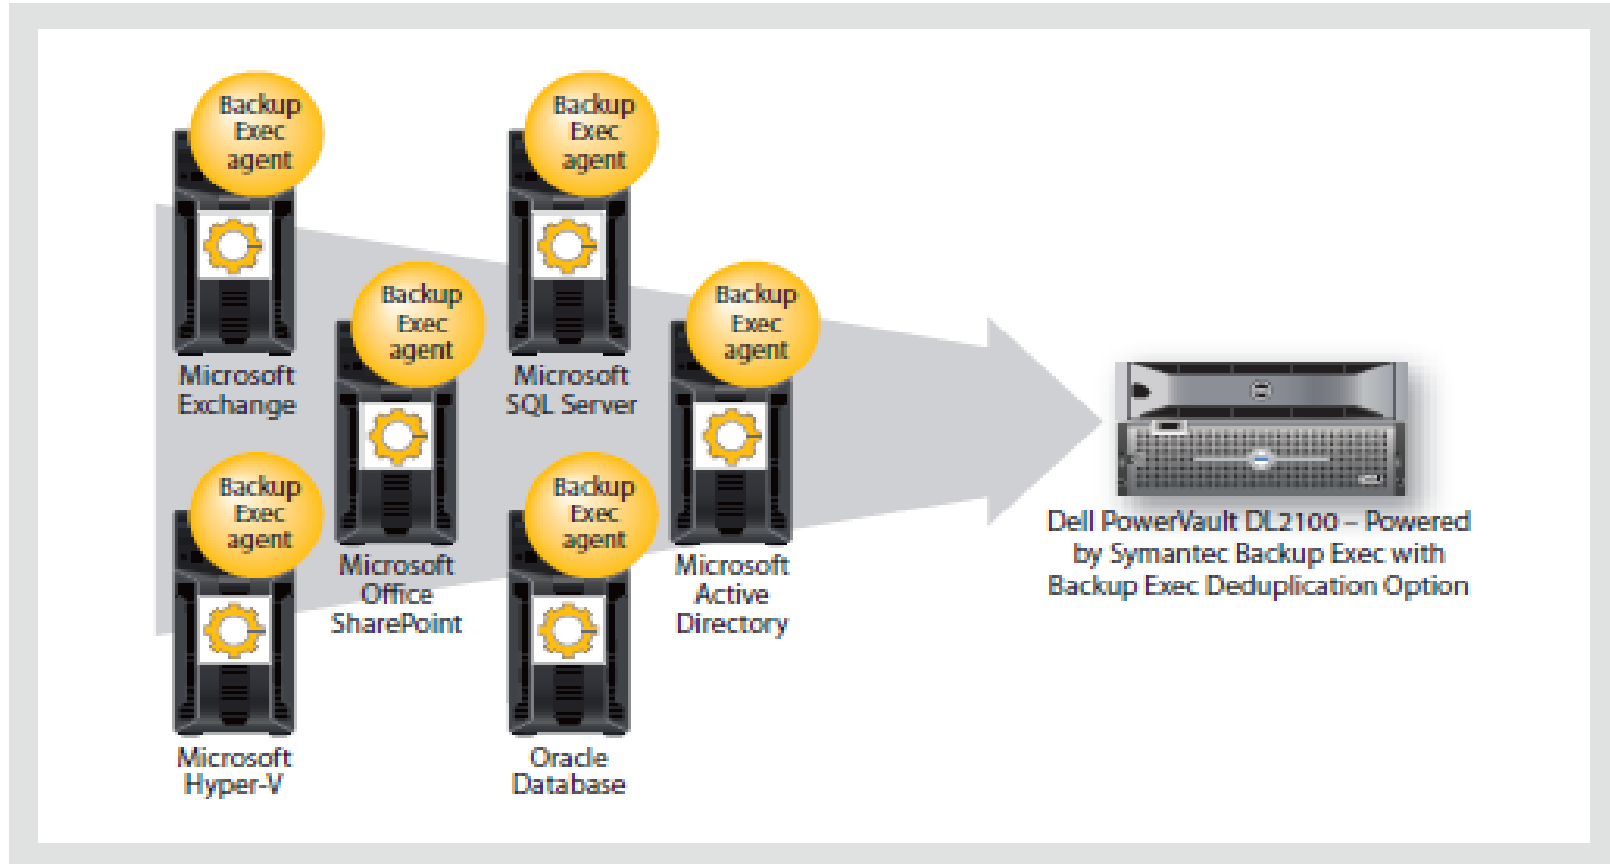 Backup
Exec
agent
Microsoft
Exchange
Backup
Exec
agent
Microsoft
SQL Server
Backup
Exec
agent
Microsoft
Office
SharePoint
Backup
Exec
agent
Microsoft
Active
Directory
Backup
Exec
agent
Microsoft
Hyper-V
Backup
Exec
agent
Oracle
Database
Dell PowerVault DL2100 – Powered
by Symantec Backup Exec with
Backup Exec Deduplication Option